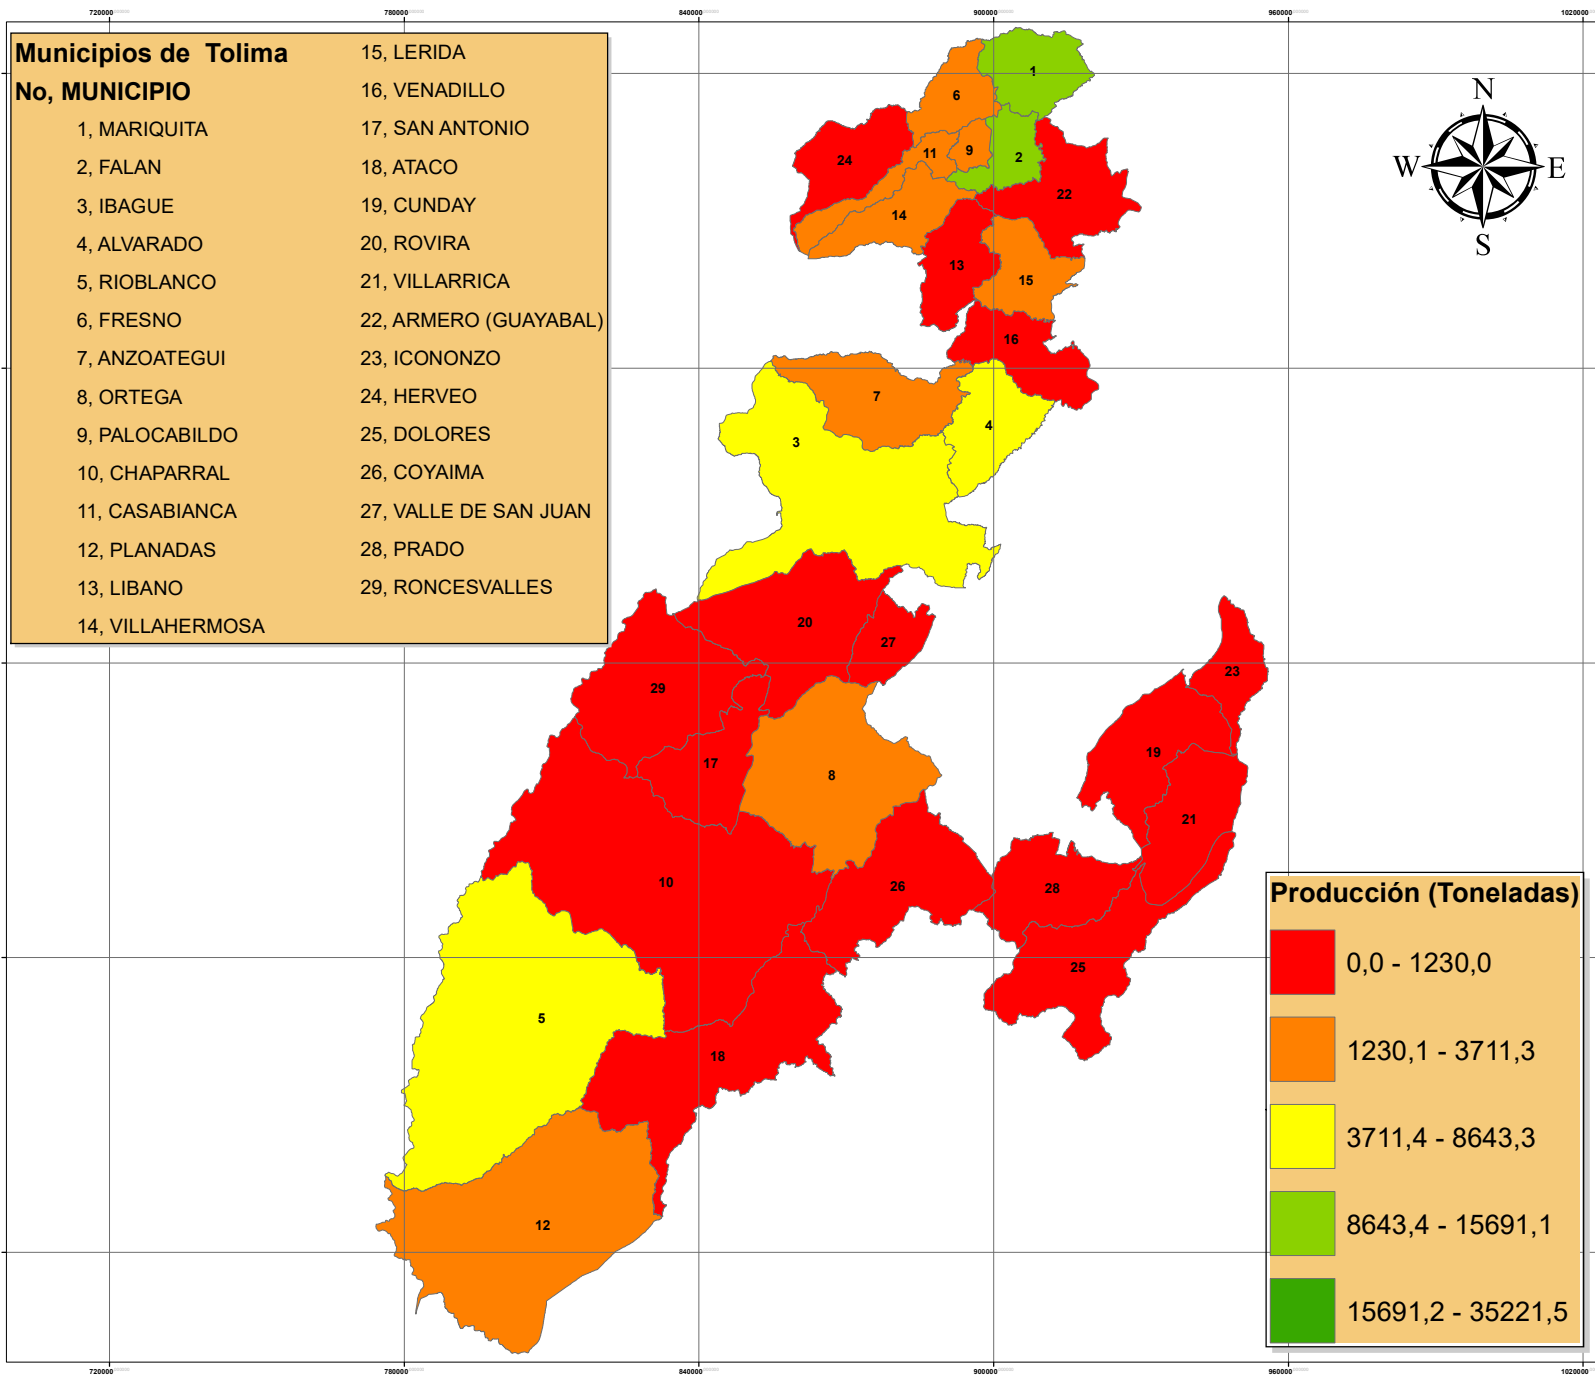 720000 780000 840000 900000 960000 1020000
Municipios de Tolima
No, MUNICIPIO
1, MARIQUITA
2, FALAN
3, IBAGUE
4, ALVARADO
5, RIOBLANCO
6, FRESNO
7, ANZOATEGUI
8, ORTEGA
9, PALOCABILDO
10, CHAPARRAL
11, CASABIANCA
12, PLANADAS
13, LIBANO
14, VILLAHERMOSA
15, LERIDA
16, VENADILLO
17, SAN ANTONIO
18, ATACO
19, CUNDAY
20, ROVIRA
21, VILLARRICA
22, ARMERO (GUAYABAL)
23, ICONONZO
24, HERVEO
25, DOLORES
26, COYAIMA
27, VALLE DE SAN JUAN
28, PRADO
29, RONCESVALLES
N
W E
S
1
6
11
9
2
24
22
14
13
15
16
7
4
3
20
27
29
23
17
8
19
21
10
26
28
25
5
18
12
Producción (Toneladas)
0,0 - 1230,0
1230,1 - 3711,3
3711,4 - 8643,3
8643,4 - 15691,1
15691,2 - 35221,5
720000 780000 840000 900000 960000 1020000